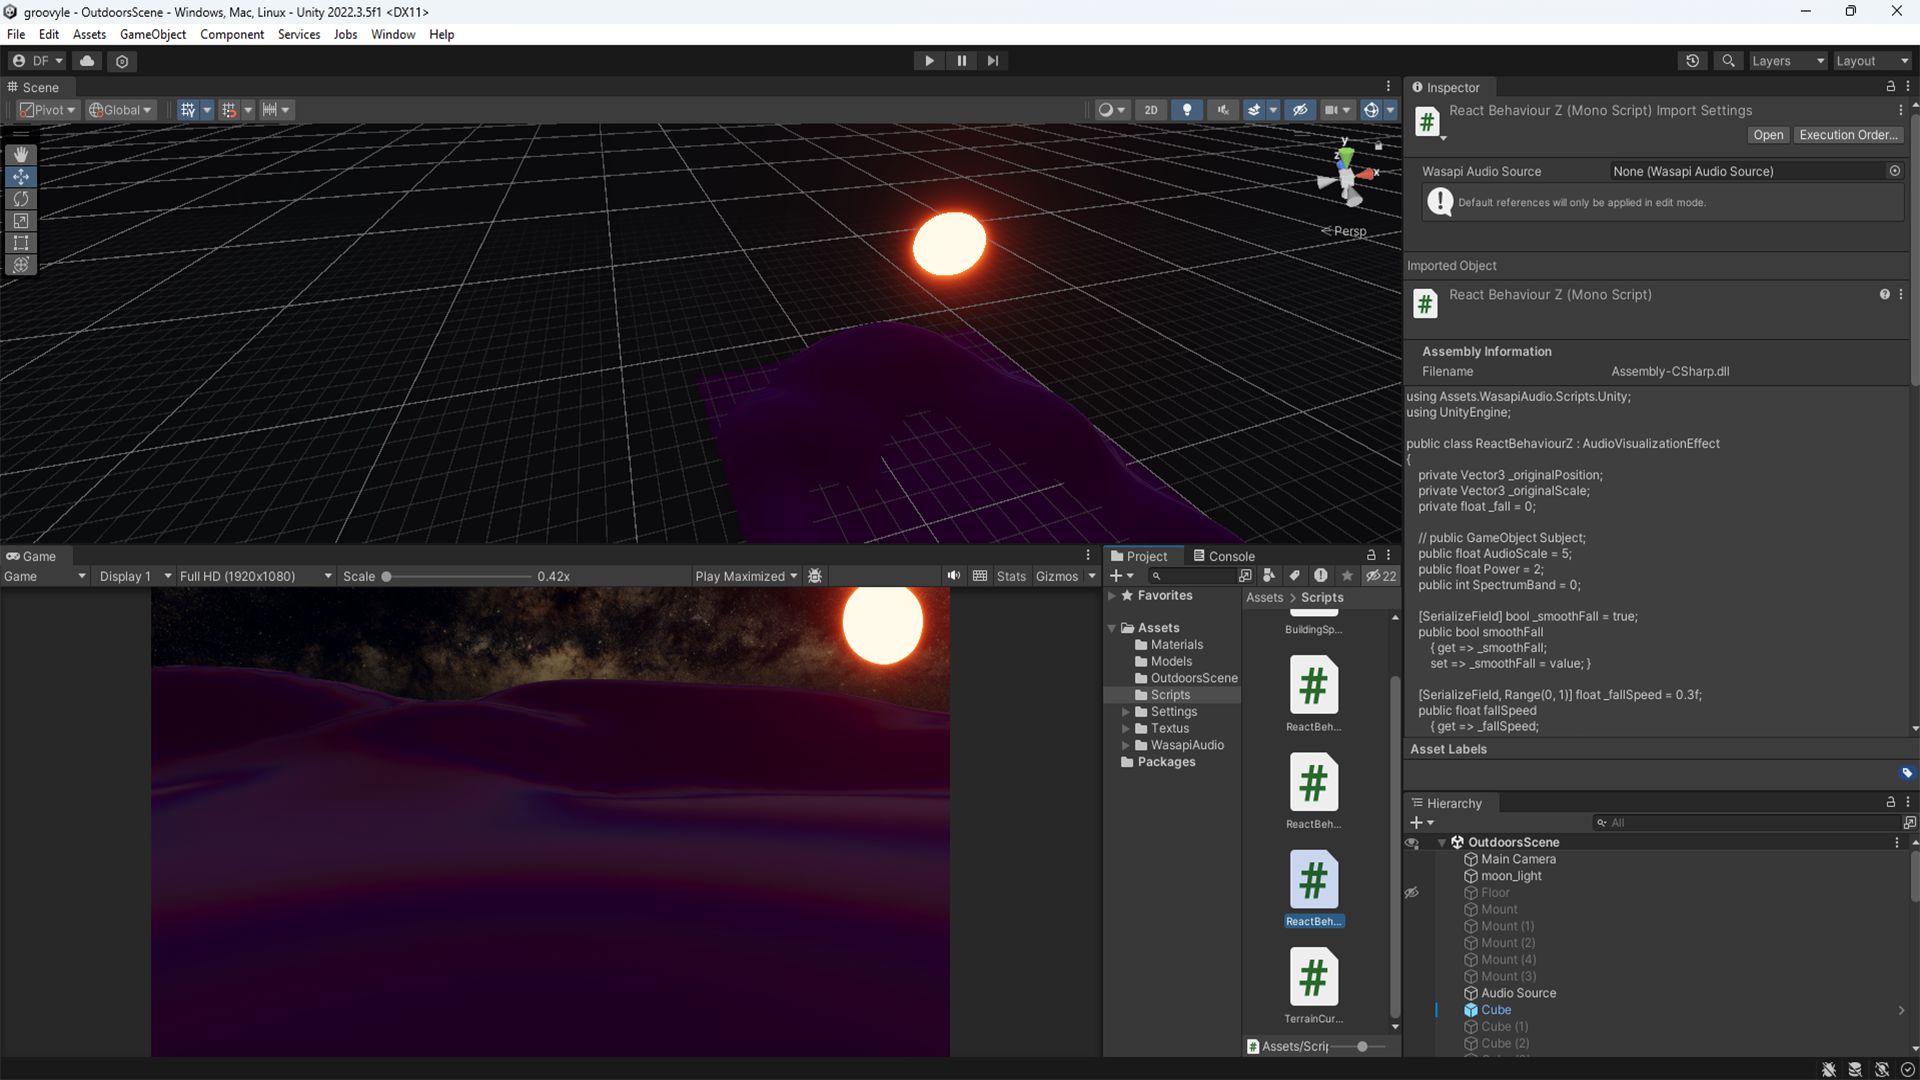 groovyle - OutdoorsScene - Windows, Mac, Linux - Unity 2022.3.5f1 <DX11>
File Edit Assets GameObject Component Services Jobs Window Help
DF
Layers Layout
Scene
Pivot Global
2D
y
z
x
Persp
Inspector
React Behaviour Z (Mono Script) Import Settings
Open Execution Order...
Wasapi Audio Source None (Wasapi Audio Source)
Default references will only be applied in edit mode.
Imported Object
React Behaviour Z (Mono Script)
Assembly Information
Filename Assembly-CSharp.dll
using Assets.WasapiAudio.Scripts.Unity;
using UnityEngine;
public class ReactBehaviourZ : AudioVisualizationEffect
{
private Vector3 _originalPosition;
private Vector3 _originalScale;
private float _fall = 0;
// public GameObject Subject;
public float AudioScale = 5;
public float Power = 2;
public int SpectrumBand = 0;
[SerializeField] bool _smoothFall = true;
public bool smoothFall
{ get => _smoothFall;
set => _smoothFall = value; }
[SerializeField, Range(0, 1)] float _fallSpeed = 0.3f;
public float fallSpeed
{ get => _fallSpeed;
Asset Labels
Game
Game Display 1 Full HD (1920x1080) Scale 0.42x Play Maximized Stats Gizmos
Project Console
22
Favorites
Assets
Materials
Models
OutdoorsScene
Scripts
Settings
Textus
WasapiAudio
Packages
Assets > Scripts
BuildingSp...
ReactBeh...
ReactBeh...
ReactBeh...
TerrainCur...
Assets/Scrip
Hierarchy
All
OutdoorsScene
Main Camera
moon_light
Floor
Mount
Mount (1)
Mount (2)
Mount (4)
Mount (3)
Audio Source
Cube
Cube (1)
Cube (2)